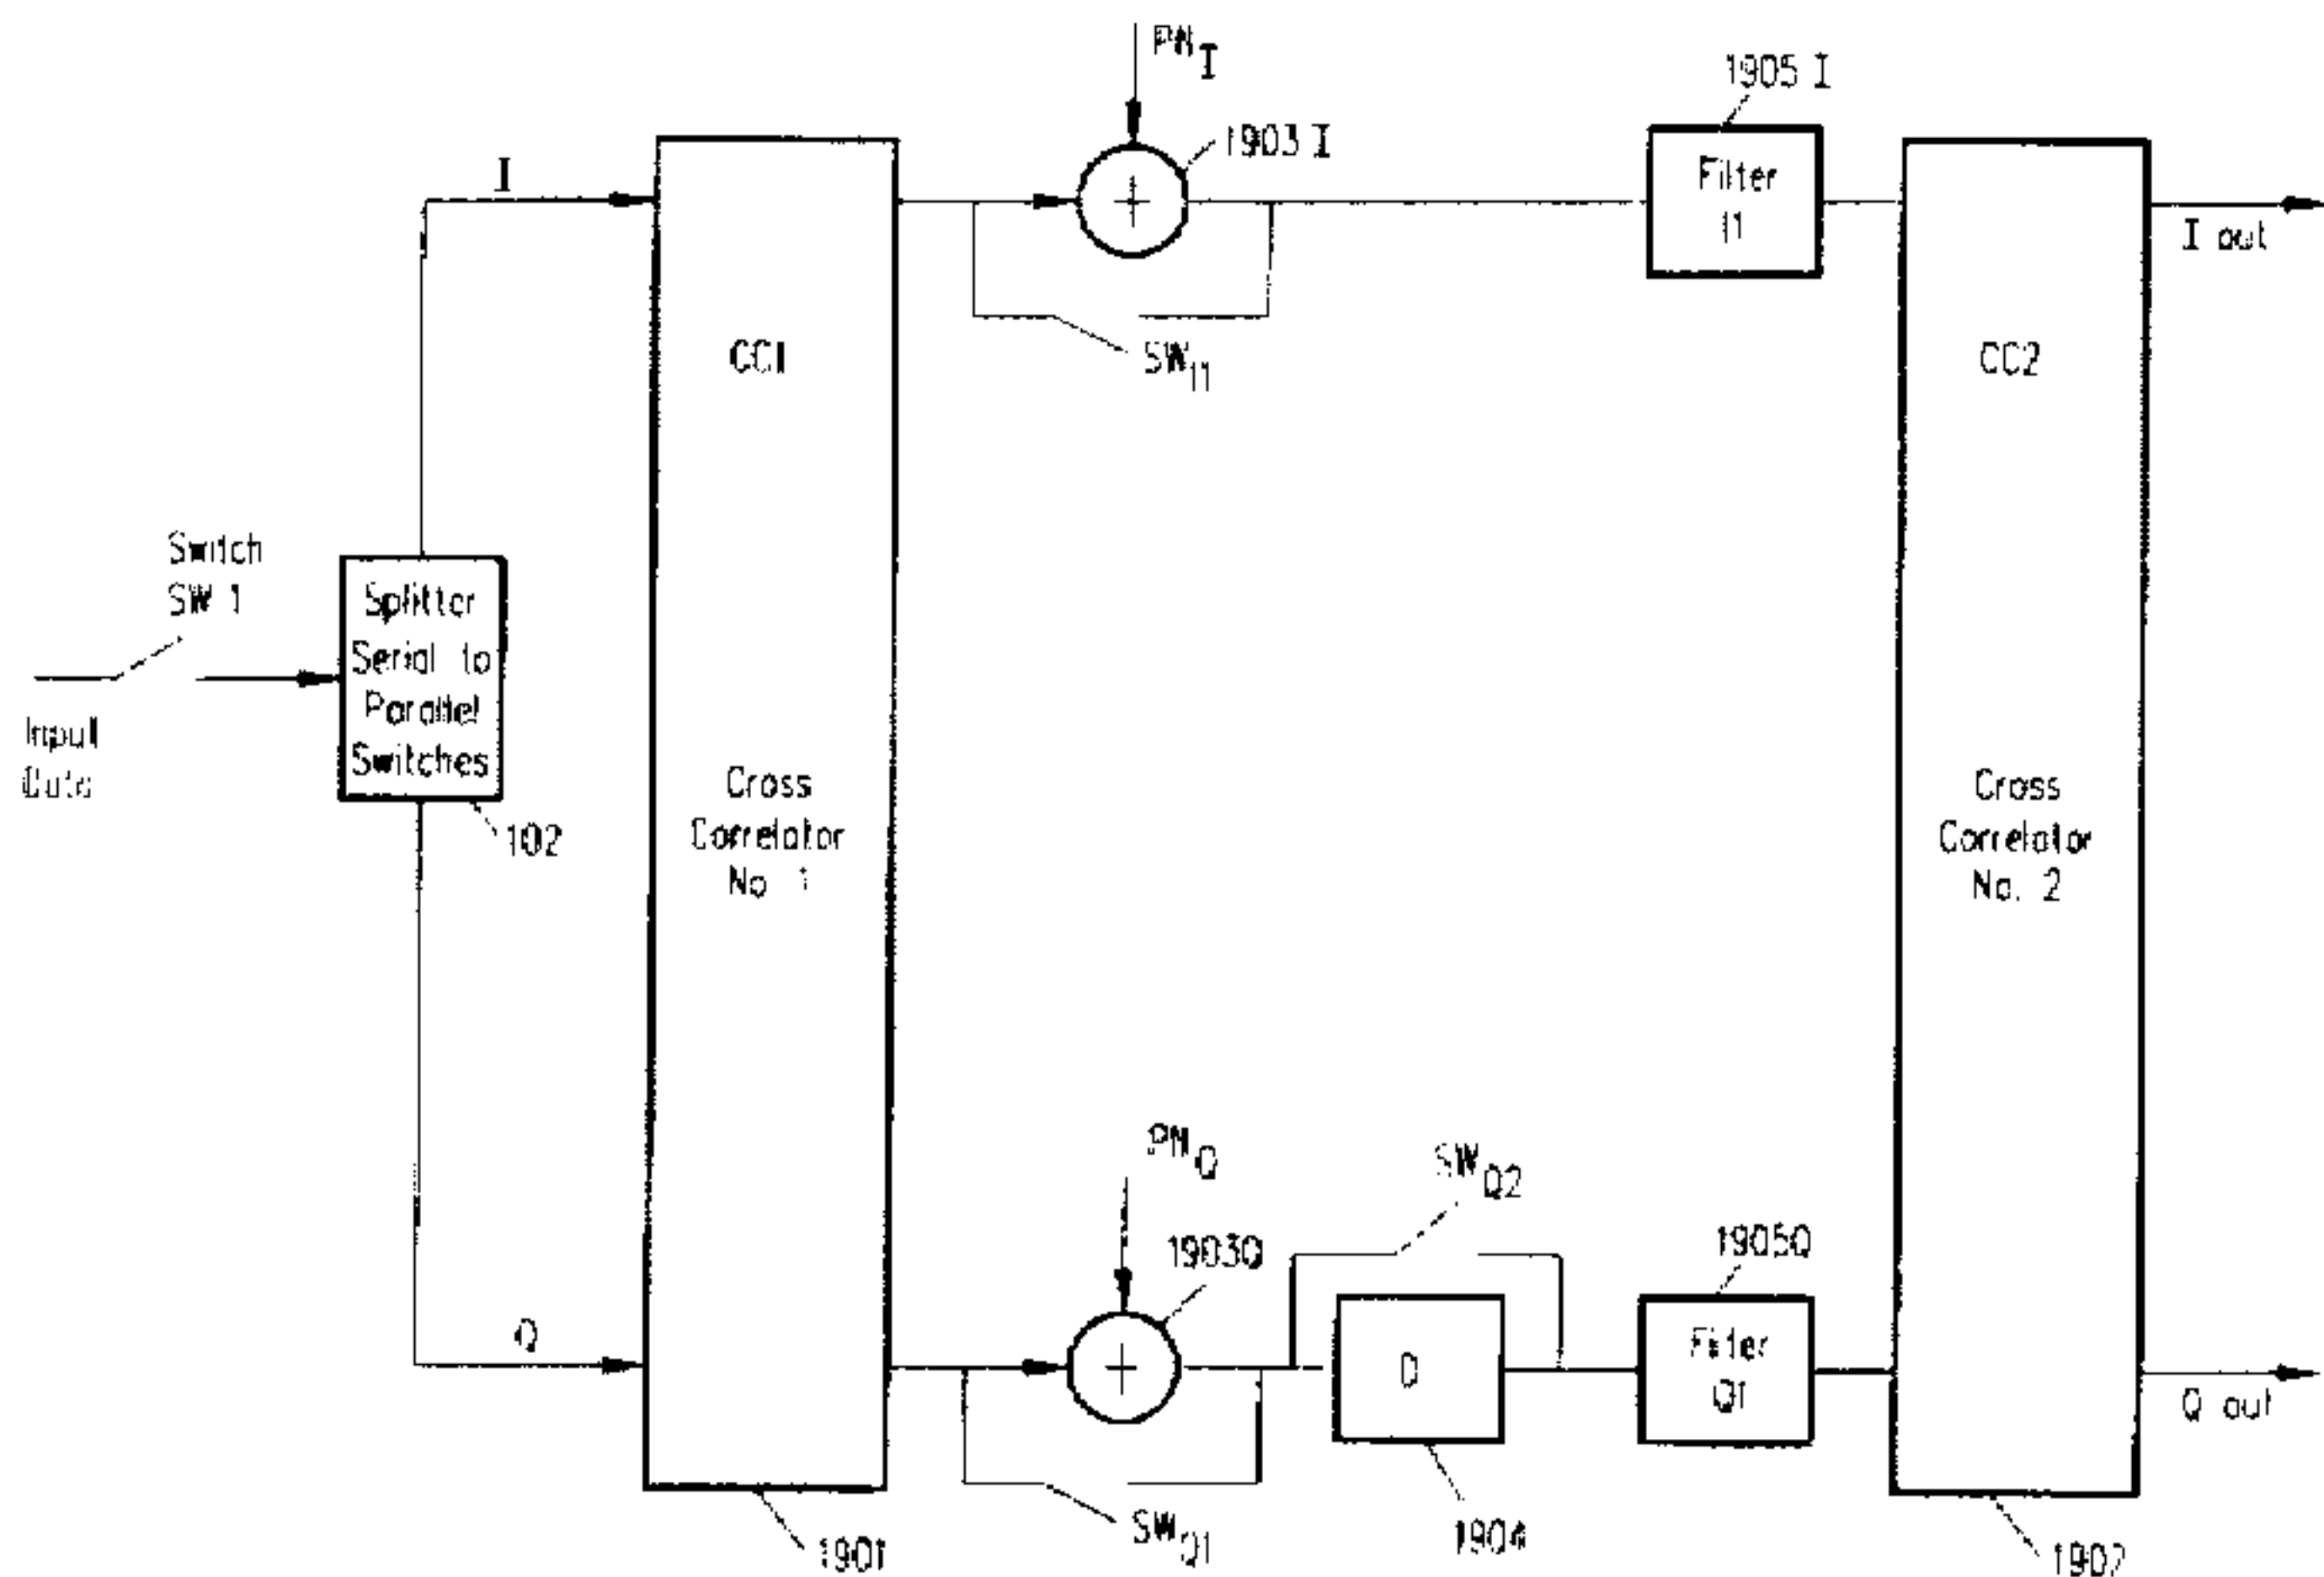 PN I
1903 I
1905 I
Filter
I1
I
CC1
CC2
I out
SW I1
Switch
SW 1
Splitter
Serial to
Parallel
Switches
Input
Data
102
Cross
Correlator
No 1
Cross
Correlator
No. 2
PN Q
1903Q
SW Q2
1905Q
Q
D
Filter
Q1
Q out
SW Q1
1901
1904
1902